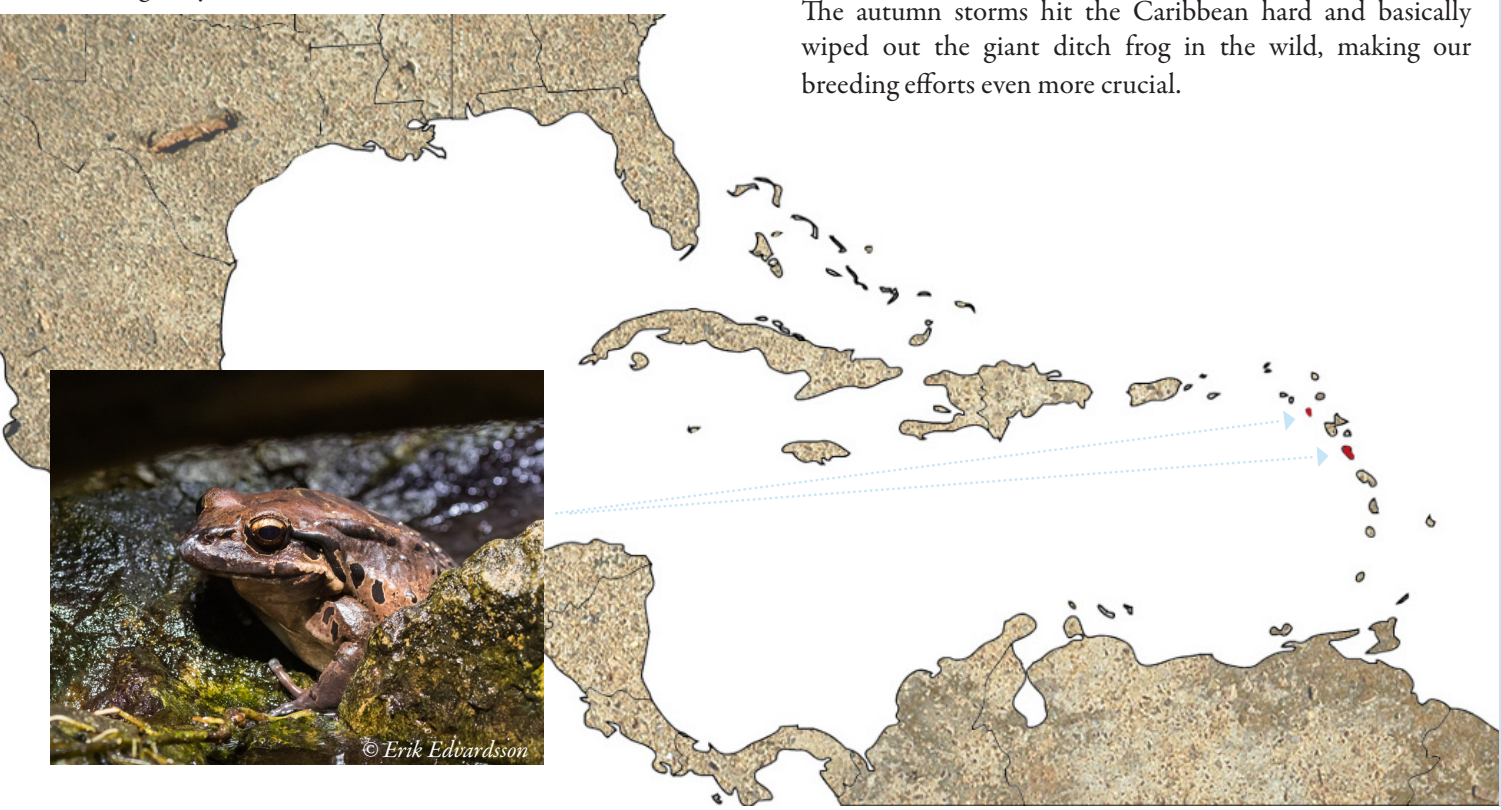 The autumn storms hit the Caribbean hard and basically
wiped out the giant ditch frog in the wild, making our
breeding efforts even more crucial.
© Erik Edvardsson